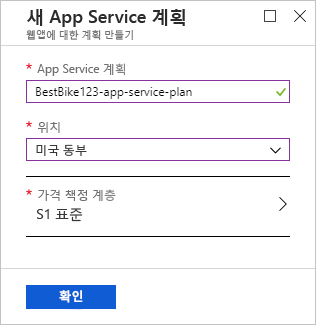 새 App Service 계획
웹앱에 대한 계획 만들기
* App Service 계획
BestBike123-app-service-plan
* 위치
미국 동부
* 가격 책정 계층
S1 표준
확인